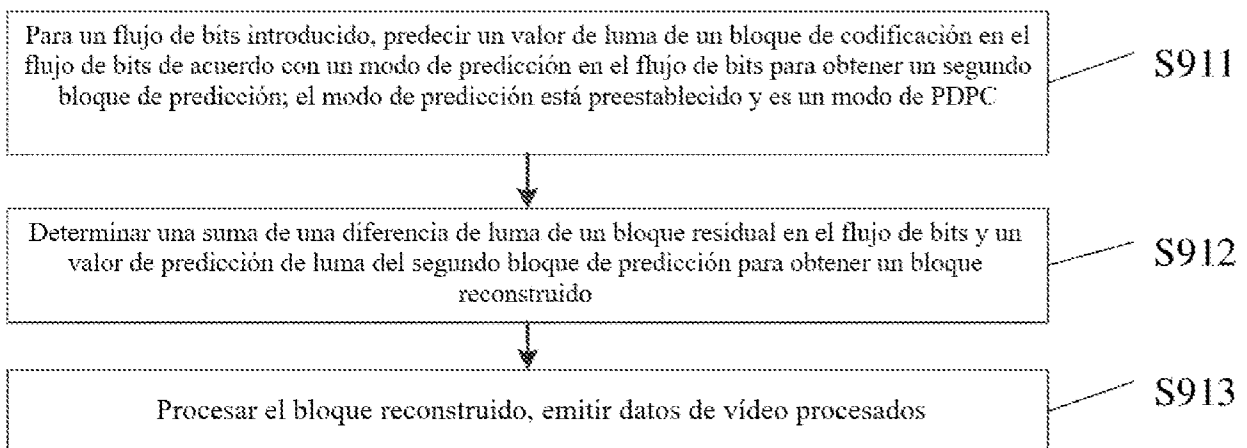 Para un flujo de bits introducido, predecir un valor de luma de un bloque de codificación en el
flujo de bits de acuerdo con un modo de predicción en el flujo de bits para obtener un segundo
bloque de predicción; el modo de predicción está preestablecido y es un modo de PDPC
S911
Determinar una suma de una diferencia de luma de un bloque residual en el flujo de bits y un
valor de predicción de luma del segundo bloque de predicción para obtener un bloque
reconstruido
S912
Procesar el bloque reconstruido, emitir datos de vídeo procesados
S913